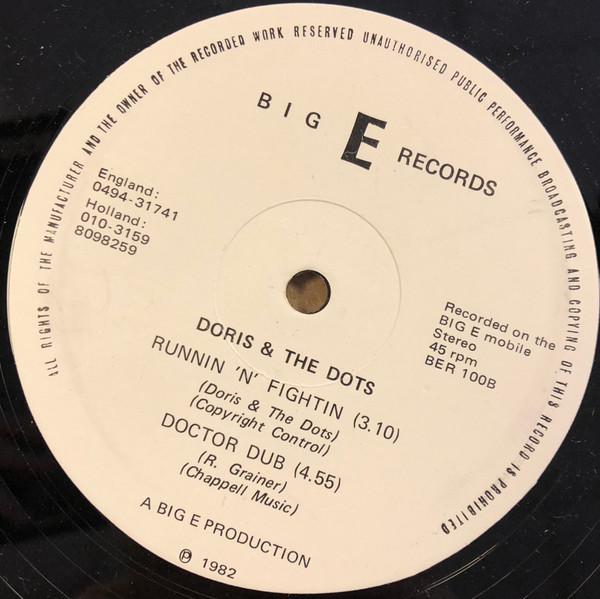 ALL RIGHTS OF THE MANUFACTURER AND THE OWNER OF THE RECORDED WORK RESERVED UNAUTHORISED PUBLIC PERFORMANCE BROADCASTING AND COPYING OF THIS RECORD IS PROHIBITED
BIG E RECORDS
England:
0494-31741
Holland:
010-3159
8098259
Recorded on the
BIG E mobile
Stereo
45 rpm
BER 100B
DORIS & THE DOTS
RUNNIN 'N' FIGHTIN (3.10)
(Doris & The Dots)
(Copyright Control)
DOCTOR DUB (4.55)
(R. Grainer)
(Chappell Music)
A BIG E PRODUCTION
℗ 1982